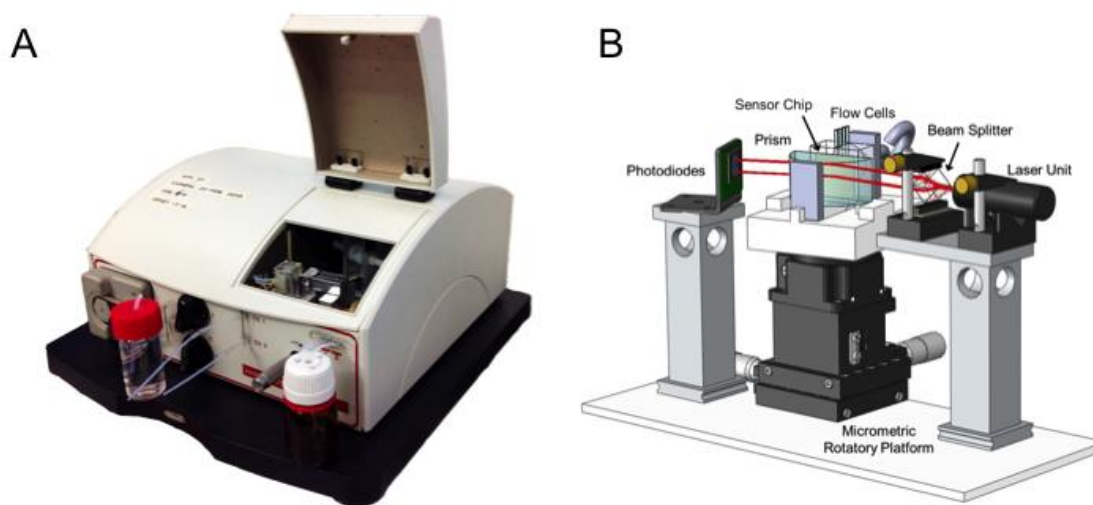 A
B
Sensor Chip
Flow Cells
Prism
Beam Splitter
Photodiodes
Laser Unit
Micrometric
Rotatory Platform